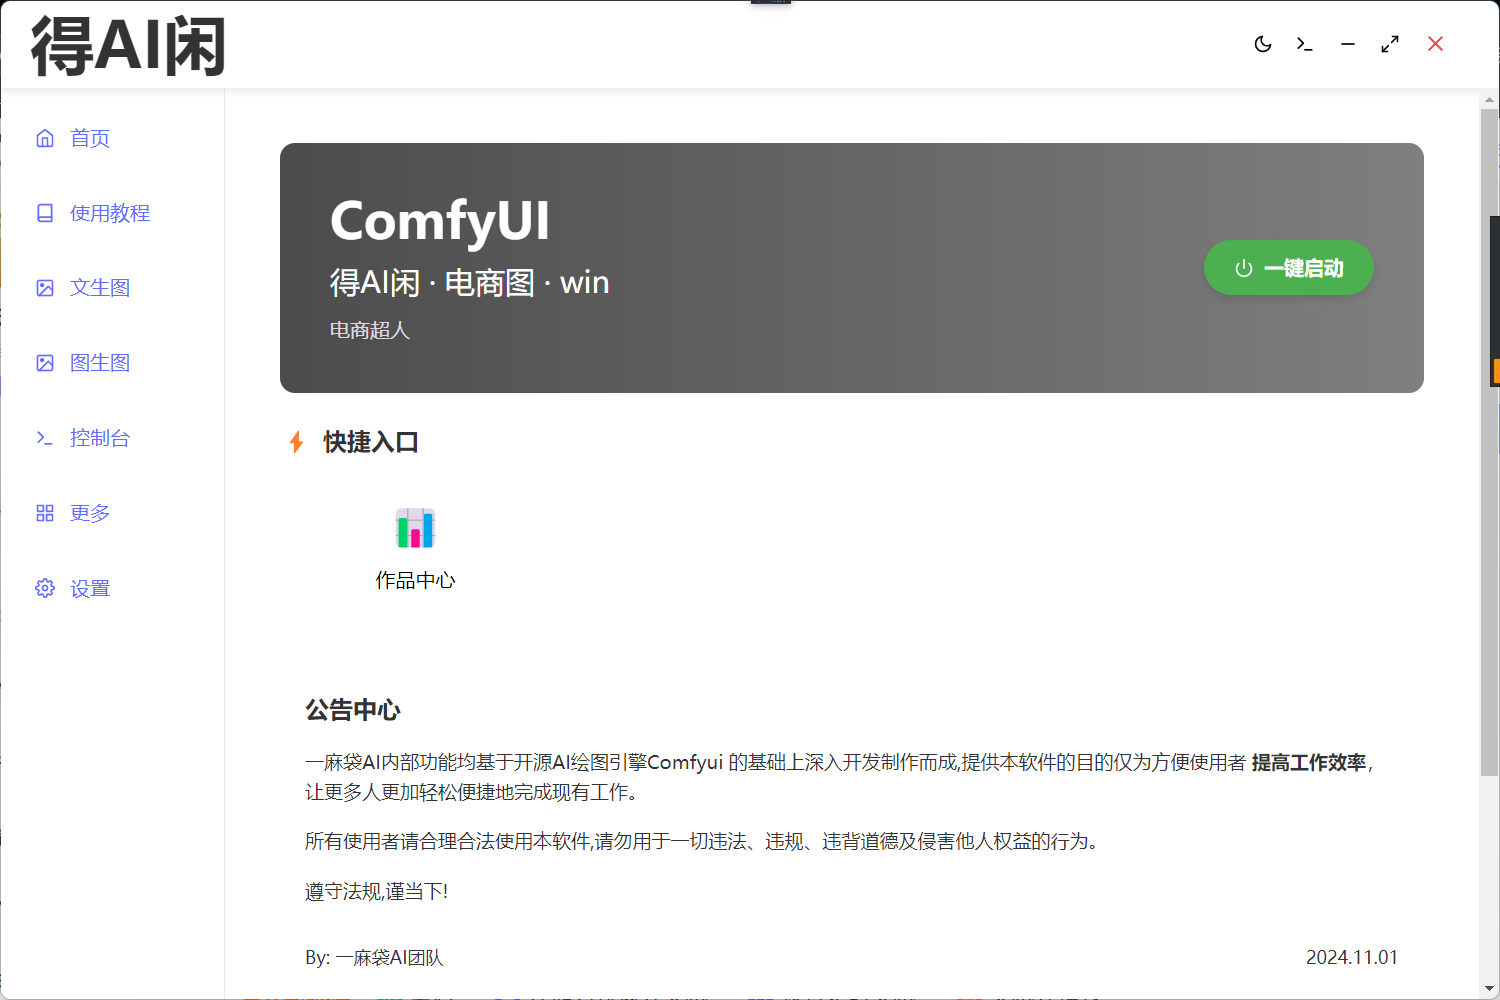 得AI闲
首页
使用教程
文生图
图生图
控制台
更多
设置
ComfyUI
得AI闲 · 电商图 · win
电商超人
一键启动
快捷入口
作品中心
公告中心
一麻袋AI内部功能均基于开源AI绘图引擎Comfyui 的基础上深入开发制作而成,提供本软件的目的仅为方便使用者 提高工作效率,
让更多人更加轻松便捷地完成现有工作。
所有使用者请合理合法使用本软件,请勿用于一切违法、违规、违背道德及侵害他人权益的行为。
遵守法规,谨当下!
By: 一麻袋AI团队
2024.11.01